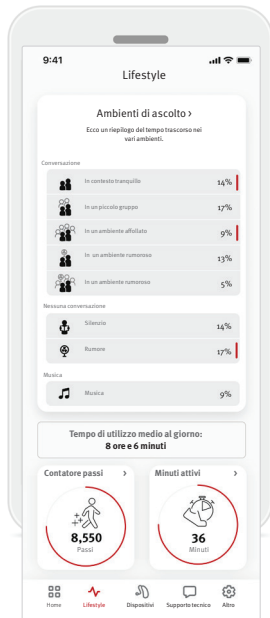 9:41
Lifestyle
Ambienti di ascolto ›
Ecco un riepilogo del tempo trascorso nei
vari ambienti.
Conversazione
In contesto tranquillo 14%
In un piccolo gruppo 17%
In un ambiente affollato 9%
In un ambiente rumoroso 13%
In un ambiente rumoroso 5%
Nessuna conversazione
Silenzio 14%
Rumore 17%
Musica
Musica 9%
Tempo di utilizzo medio al giorno:
8 ore e 6 minuti
Contatore passi › Minuti attivi ›
8,550 36
Passi Minuti
Home Lifestyle Dispositivi Supporto tecnico Altro